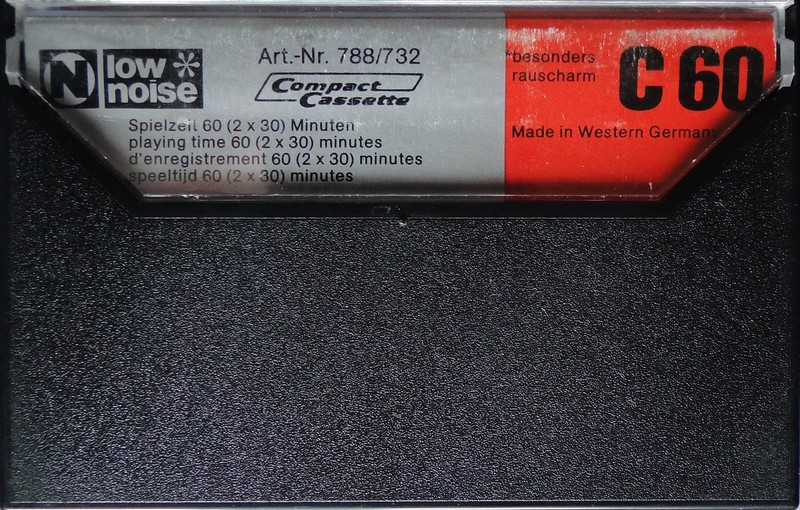 N low noise*
Art.-Nr. 788/732
Compact Cassette
Spielzeit 60 (2 x 30) Minuten
playing time 60 (2 x 30) minutes
d'enregistrement 60 (2 x 30) minutes
speeltijd 60 (2 x 30) minutes
*besonders
rauscharm
C 60
Made in Western Germany